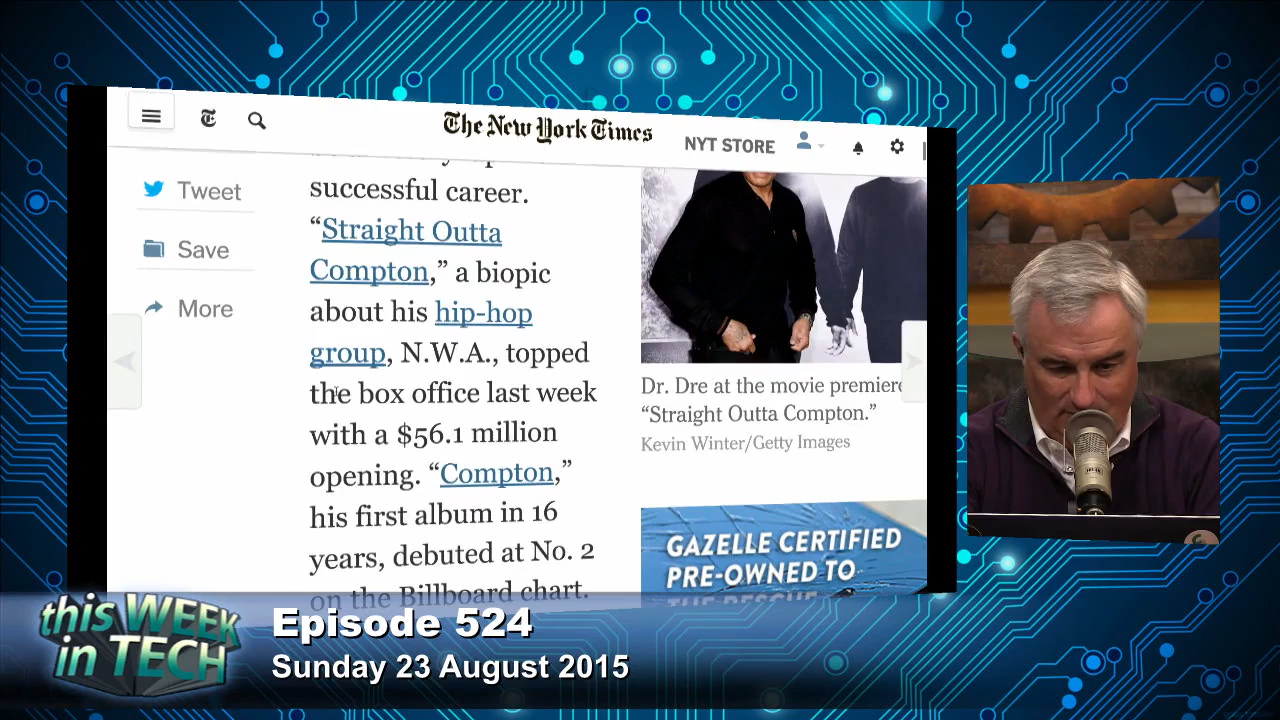 The New York Times
NYT STORE
Tweet
Save
More
successful career.
“Straight Outta
Compton,” a biopic
about his hip-hop
group, N.W.A., topped
the box office last week
with a $56.1 million
opening. “Compton,”
his first album in 16
years, debuted at No. 2
on the Billboard chart.
Dr. Dre at the movie premiere
“Straight Outta Compton.”
Kevin Winter/Getty Images
GAZELLE CERTIFIED
PRE-OWNED TO
this WEEK
in TECH
Episode 524
Sunday 23 August 2015